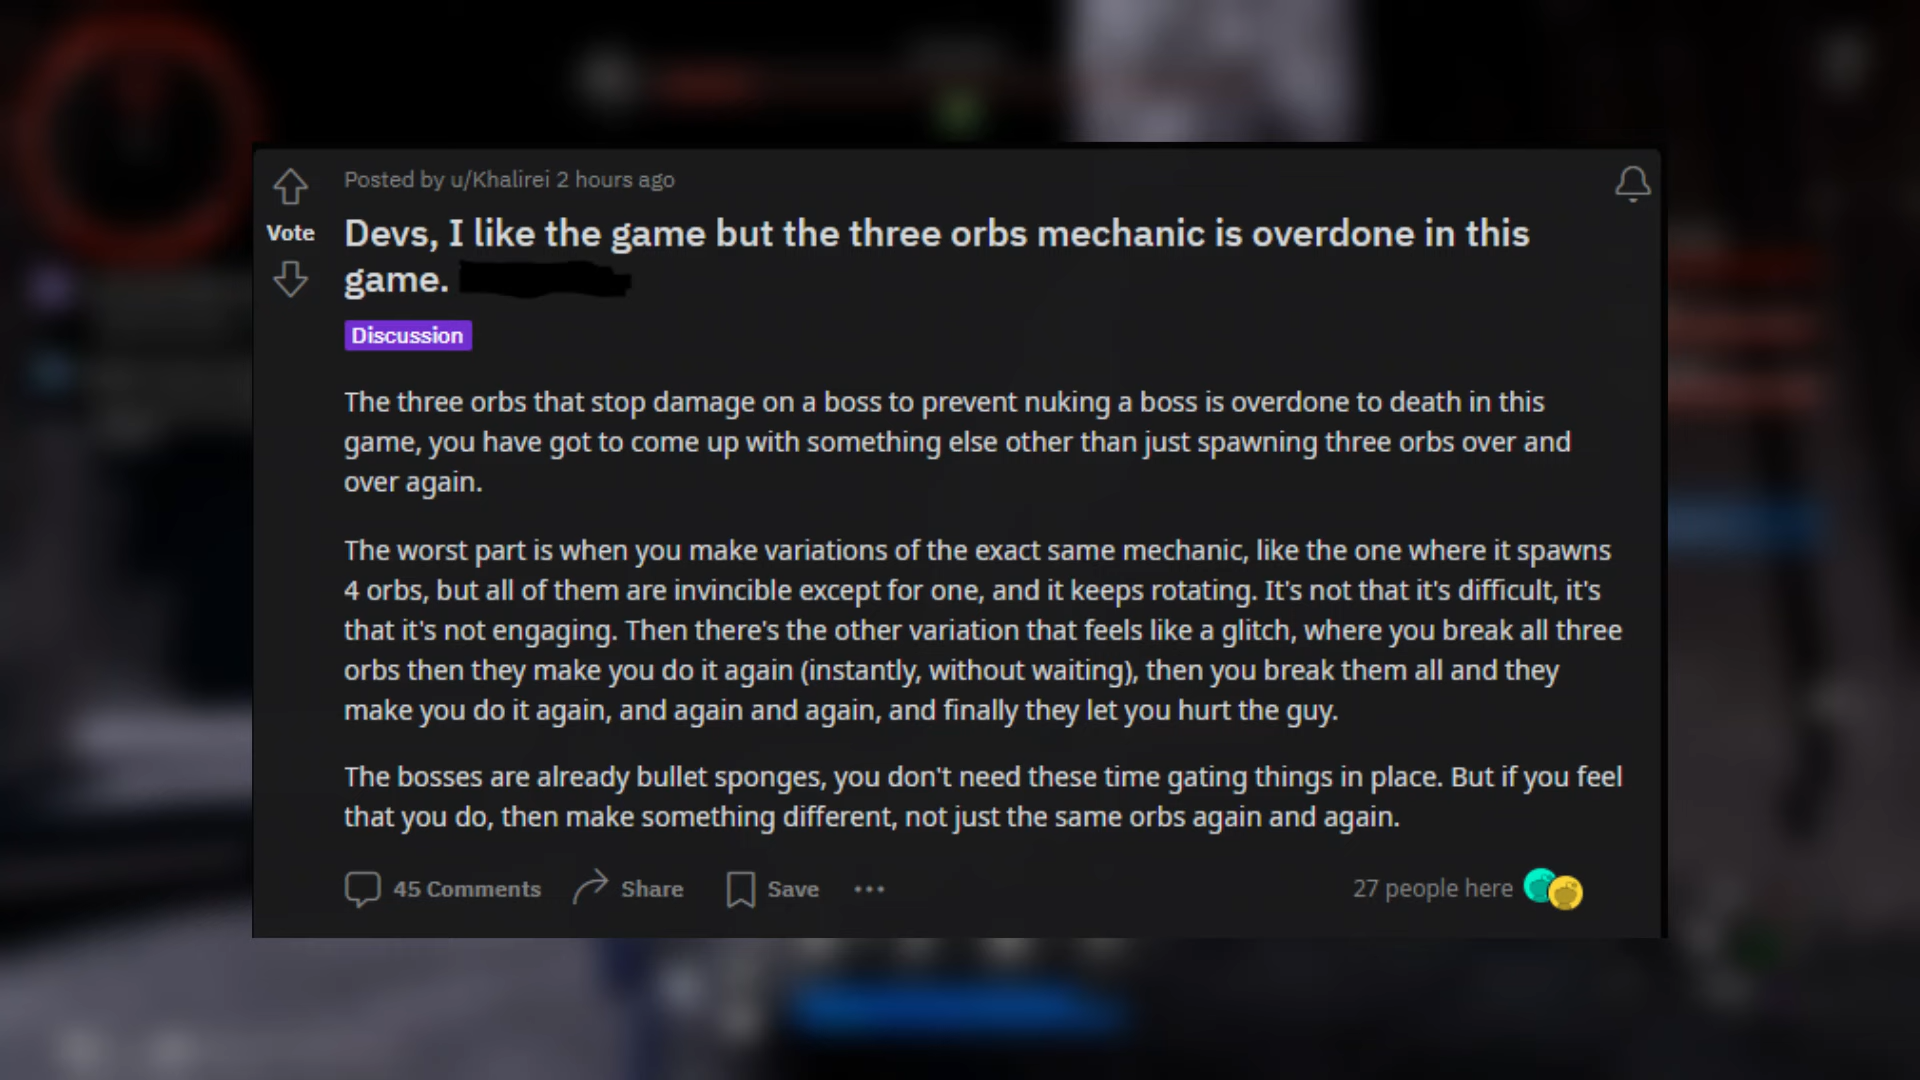 Posted by u/Khalirei 2 hours ago
Vote
Devs, I like the game but the three orbs mechanic is overdone in this
game.
Discussion
The three orbs that stop damage on a boss to prevent nuking a boss is overdone to death in this
game, you have got to come up with something else other than just spawning three orbs over and
over again.
The worst part is when you make variations of the exact same mechanic, like the one where it spawns
4 orbs, but all of them are invincible except for one, and it keeps rotating. It's not that it's difficult, it's
that it's not engaging. Then there's the other variation that feels like a glitch, where you break all three
orbs then they make you do it again (instantly, without waiting), then you break them all and they
make you do it again, and again and again, and finally they let you hurt the guy.
The bosses are already bullet sponges, you don't need these time gating things in place. But if you feel
that you do, then make something different, not just the same orbs again and again.
45 Comments Share Save ••• 27 people here